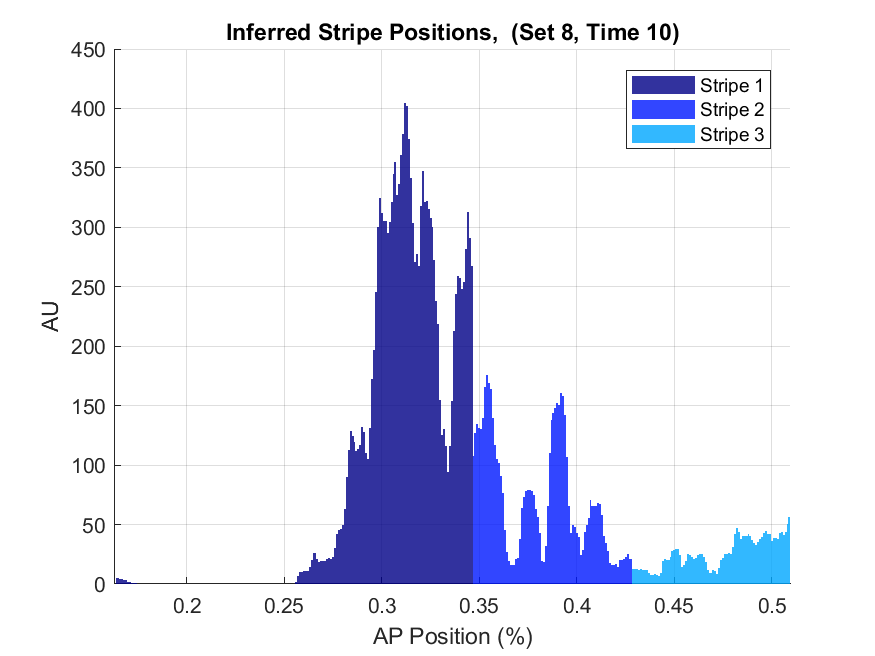 Inferred Stripe Positions,  (Set 8, Time 10)
450
400
350
300
250
200
150
100
50
0
AU
Stripe 1
Stripe 2
Stripe 3
0.2 0.25 0.3 0.35 0.4 0.45 0.5
AP Position (%)